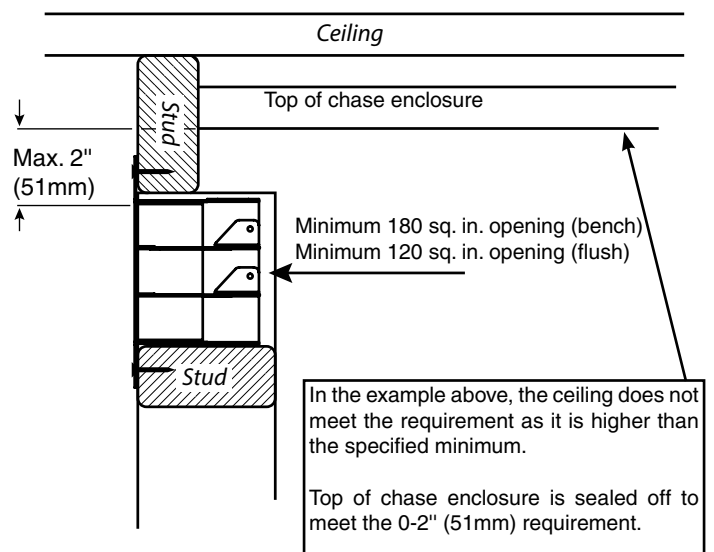 Ceiling
Stud
Top of chase enclosure
Max. 2"
(51mm)
Minimum 180 sq. in. opening (bench)
Minimum 120 sq. in. opening (flush)
Stud
In the example above, the ceiling does not
meet the requirement as it is higher than
the specified minimum.
Top of chase enclosure is sealed off to
meet the 0-2" (51mm) requirement.